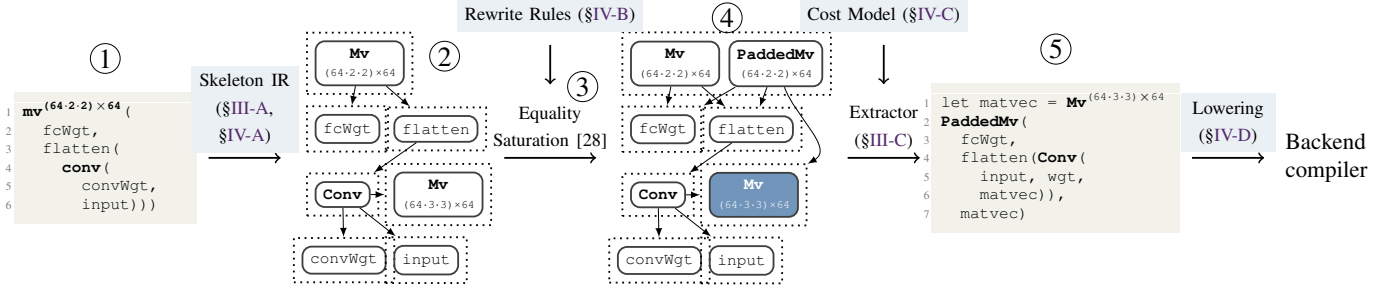 ①
1 mv(64·2·2)×64 (
2 fcWgt,
3 flatten(
4 conv(
5 convWgt,
6 input)))
Skeleton IR
(§III-A,
§IV-A)
②
Mv
(64·2·2)×64
fcWgt
flatten
Conv
Mv
(64·3·3)×64
convWgt
input
Rewrite Rules (§IV-B)
③
Equality
Saturation [28]
④
Mv
(64·2·2)×64
PaddedMv
(64·2·2)×64
fcWgt
flatten
Conv
Mv
(64·3·3)×64
convWgt
input
Cost Model (§IV-C)
Extractor
(§III-C)
⑤
1 let matvec = Mv(64·3·3)×64
2 PaddedMv(
3 fcWgt,
4 flatten(Conv(
5 input, wgt,
6 matvec)),
7 matvec)
Lowering
(§IV-D)
Backend
compiler